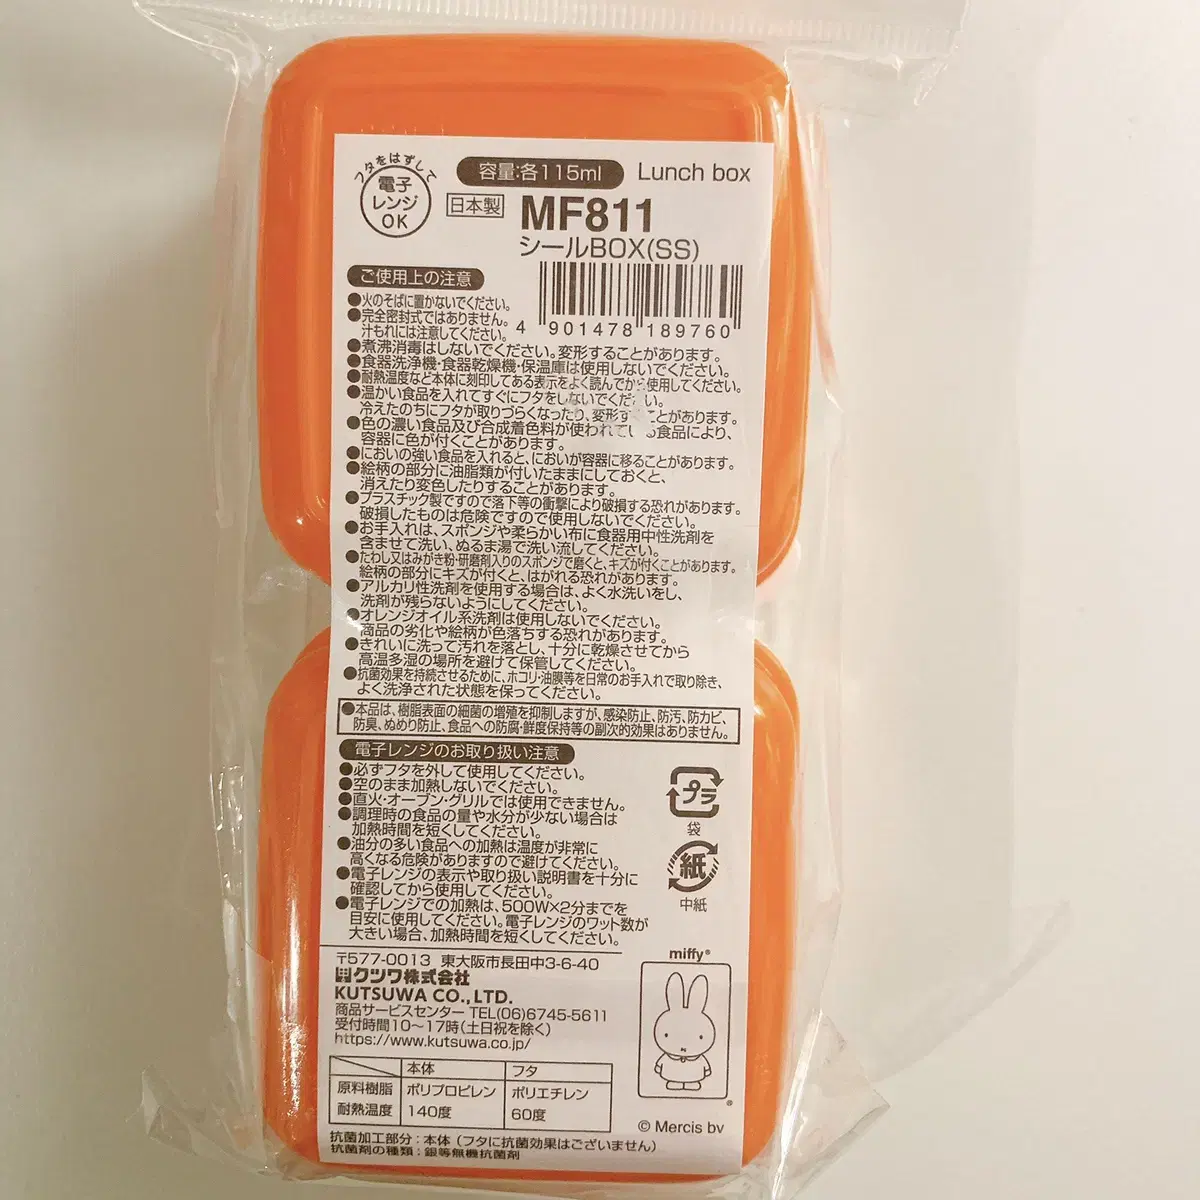 フタをはずして
電子
レンジ
OK
容量:各115ml
Lunch box
日本製
MF811
シールBOX(SS)
4 901478 189760
ご使用上の注意
●火のそばに置かないでください。
●完全密封式ではありません。
汁もれには注意してください。
●煮沸消毒はしないでください。変形することがあります。
●食器洗浄機・食器乾燥機・保温庫は使用しないでください。
●耐熱温度など本体に刻印してある表示をよく読んでから使用してください。
●温かい食品を入れてすぐにフタをしないでください。
冷えたのちにフタが取りづらくなったり、変形することがあります。
●色の濃い食品及び合成着色料が使われている食品により、
容器に色が付くことがあります。
●においの強い食品を入れると、においが容器に移ることがあります。
●絵柄の部分に油脂類が付いたままにしておくと、
消えたり変色したりすることがあります。
●プラスチック製ですので落下等の衝撃により破損する恐れがあります。
破損したものは危険ですので使用しないでください。
●お手入れは、スポンジや柔らかい布に食器用中性洗剤を
含ませて洗い、ぬるま湯で洗い流してください。
●たわし又はみがき粉・研磨剤入りのスポンジで磨くと、キズが付くことがあります。
絵柄の部分にキズが付くと、はがれる恐れがあります。
●アルカリ性洗剤を使用する場合は、よく水洗いをし、
洗剤が残らないようにしてください。
●オレンジオイル系洗剤は使用しないでください。
商品の劣化や絵柄が色落ちする恐れがあります。
●きれいに洗って汚れを落とし、十分に乾燥させてから
高温多湿の場所を避けて保管してください。
●抗菌効果を持続させるために、ホコリ・油膜等を日常のお手入れで取り除き、
よく洗浄された状態を保ってください。
●本品は、樹脂表面の細菌の増殖を抑制しますが、感染防止、防汚、防カビ、
防臭、ぬめり防止、食品への防腐・鮮度保持等の副次的効果はありません。
電子レンジのお取り扱い注意
●必ずフタを外して使用してください。
●空のまま加熱しないでください。
●直火・オーブン・グリルでは使用できません。
●調理時の食品の量や水分が少ない場合は
加熱時間を短くしてください。
●油分の多い食品への加熱は温度が非常に
高くなる危険がありますので避けてください。
●電子レンジの表示や取り扱い説明書を十分に
確認してから使用してください。
●電子レンジでの加熱は、500W×2分までを
目安に使用してください。電子レンジのワット数が
大きい場合、加熱時間を短くしてください。
プラ
袋
紙
中紙
〒577-0013 東大阪市長田中3-6-40
クツワ株式会社
KUTSUWA CO.,LTD.
商品サービスセンター TEL(06)6745-5611
受付時間10〜17時(土日祝を除く)
https://www.kutsuwa.co.jp/
miffy®
®
© Mercis bv
本体 フタ
原料樹脂 ポリプロピレン ポリエチレン
耐熱温度 140度 60度
抗菌加工部分:本体(フタに抗菌効果はございません)
抗菌剤の種類:銀等無機抗菌剤